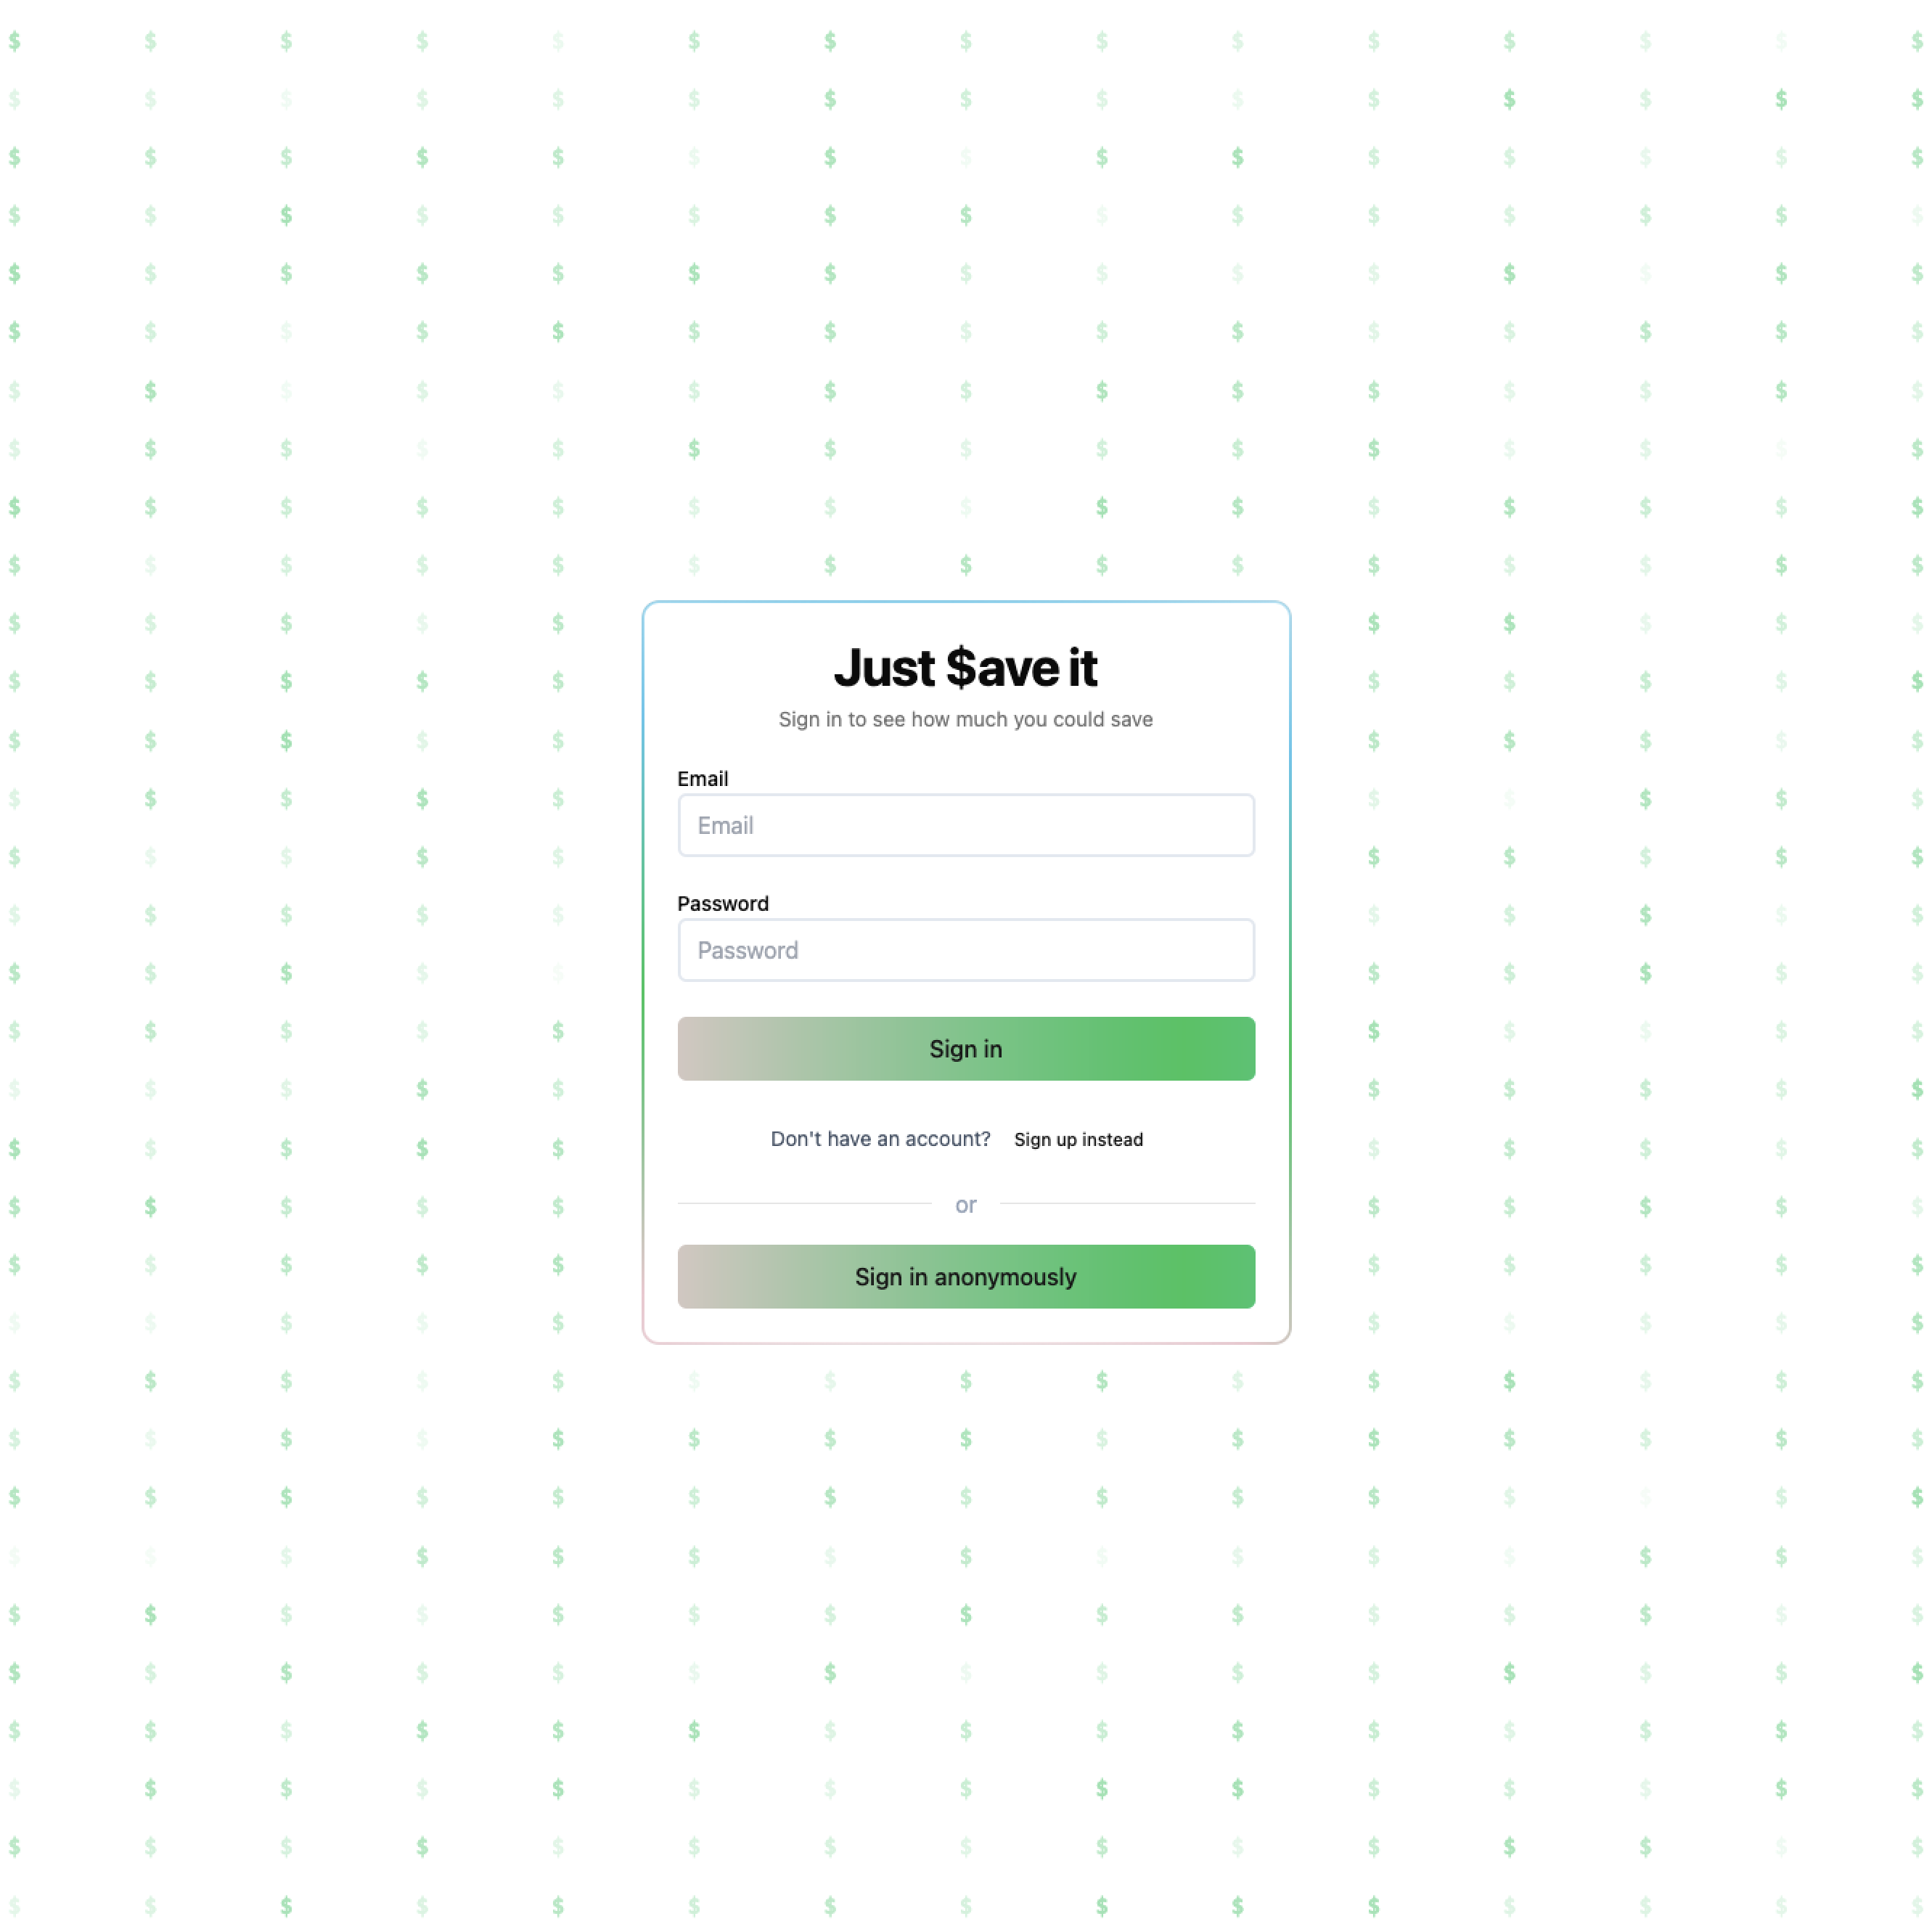 Just $ave it
Sign in to see how much you could save
Email
Email
Password
Password
Sign in
Don't have an account? Sign up instead
or
Sign in anonymously